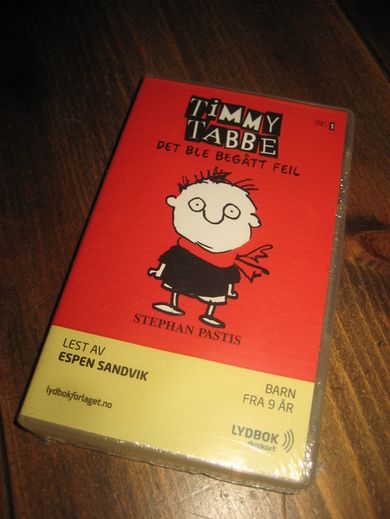 TiMMY
TABBE
Nr. 1
DET BLE BEGÅTT FEIL
STEPHAN PASTIS
LEST AV
ESPEN SANDVIK
lydbokforlaget.no
BARN
FRA 9 ÅR
LYDBOK